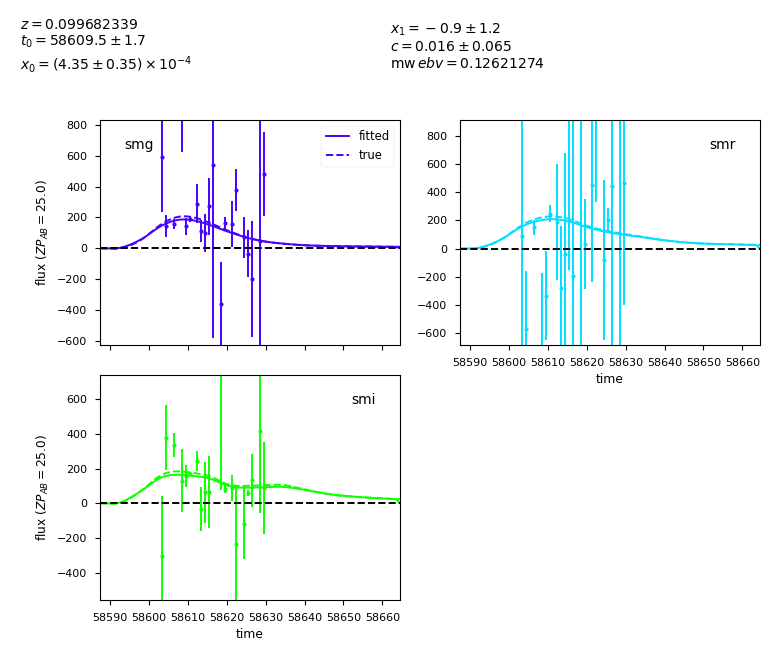 z = 0.099682339
t₀ = 58609.5 ± 1.7
x₀ = (4.35 ± 0.35) × 10⁻⁴
x₁ = −0.9 ± 1.2
c = 0.016 ± 0.065
mw ebv = 0.12621274
flux (ZP_AB = 25.0)
800
600
400
200
0
−200
−400
−600
smg
fitted
true
800
600
400
200
0
−200
−400
−600
smr
58590 58600 58610 58620 58630 58640 58650 58660
time
flux (ZP_AB = 25.0)
600
400
200
0
−200
−400
smi
58590 58600 58610 58620 58630 58640 58650 58660
time